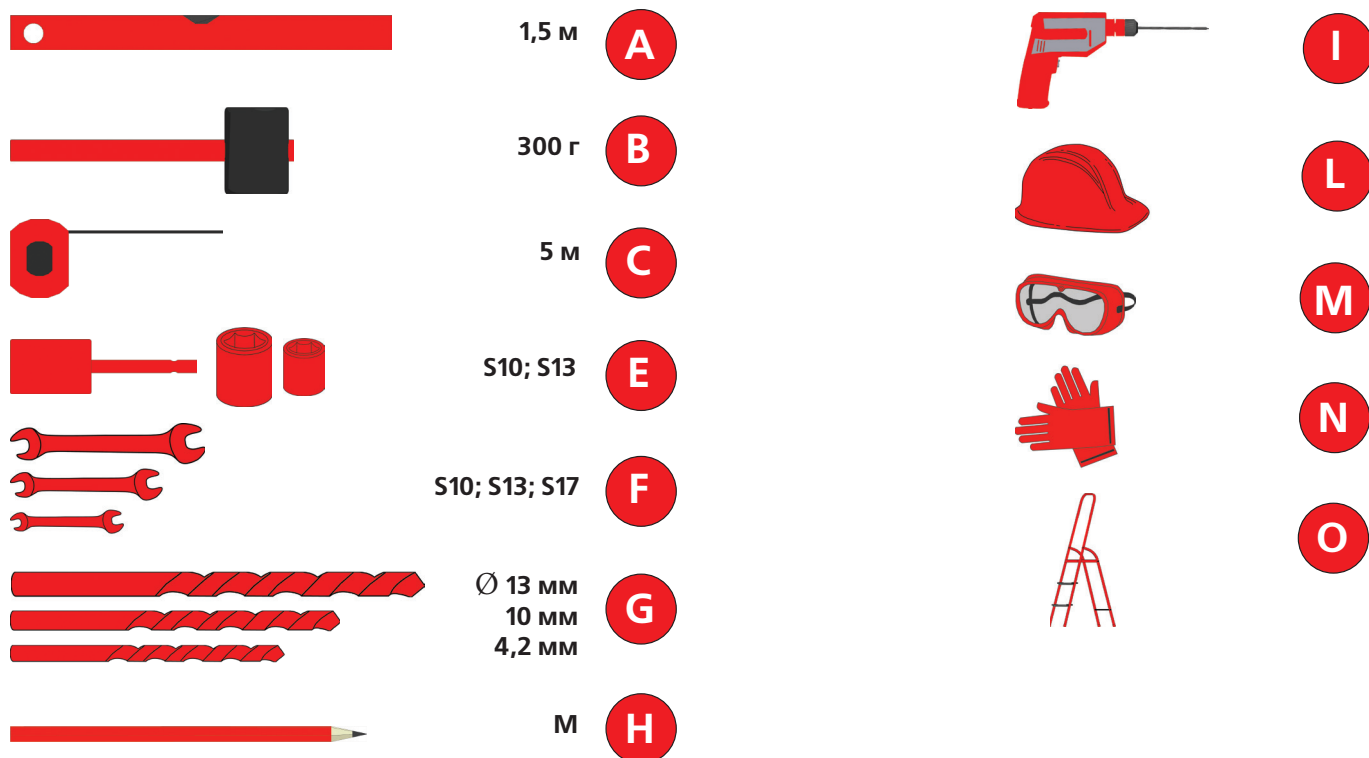 1,5 м A
300 г B
5 м C
S10; S13 E
S10; S13; S17 F
Ø 13 мм
10 мм G
4,2 мм
М H
I
L
M
N
O